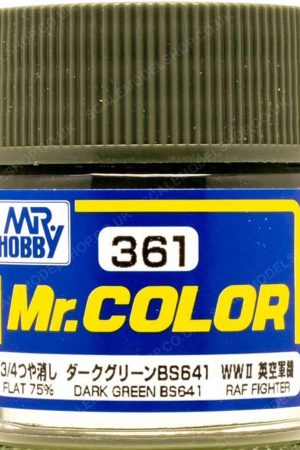 MR.
HOBBY
361
Mr.COLOR
3/4つや消し ダークグリーンBS641 WWⅡ 英空軍機
FLAT 75% DARK GREEN BS641 RAF FIGHTER